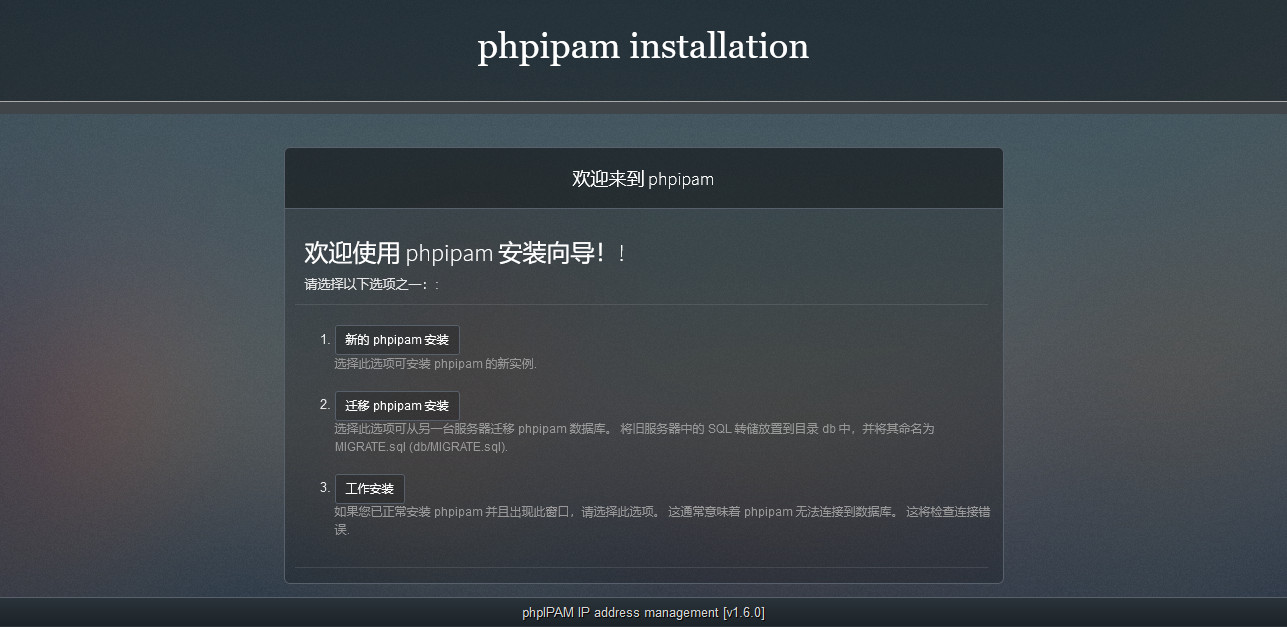 phpipam installation
欢迎来到 phpipam
欢迎使用 phpipam 安装向导！!
请选择以下选项之一：:
1. 新的 phpipam 安装
选择此选项可安装 phpipam 的新实例.
2. 迁移 phpipam 安装
选择此选项可从另一台服务器迁移 phpipam 数据库。 将旧服务器中的 SQL 转储放置到目录 db 中，并将其命名为
MIGRATE.sql (db/MIGRATE.sql).
3. 工作安装
如果您已正常安装 phpipam 并且出现此窗口，请选择此选项。 这通常意味着 phpipam 无法连接到数据库。 这将检查连接错
误.
phpIPAM IP address management [v1.6.0]